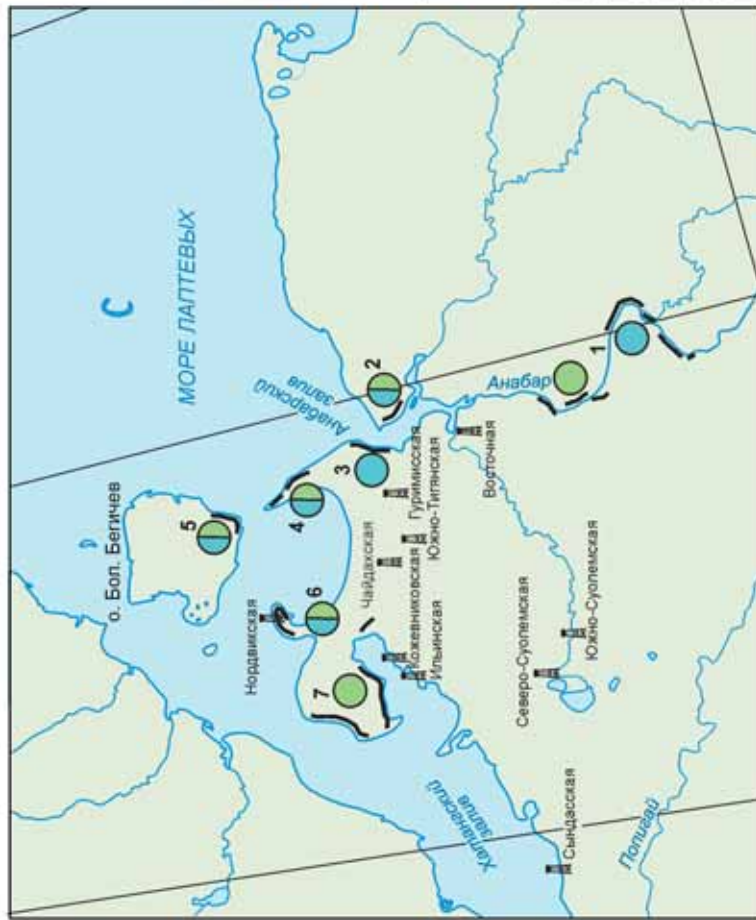 С
МОРЕ ЛАПТЕВЫХ
о. Бол. Бегичев
Анабарский
залив
Нордвикская
Хатангский
залив
Анабар
Попигай
1
2
3
4
5
6
7
Чайдахская
Гуримисская
Южно-Тигянская
Кожевниковская
Ильинская
Восточная
Северо-Суолемская
Южно-Суолемская
Сындасская